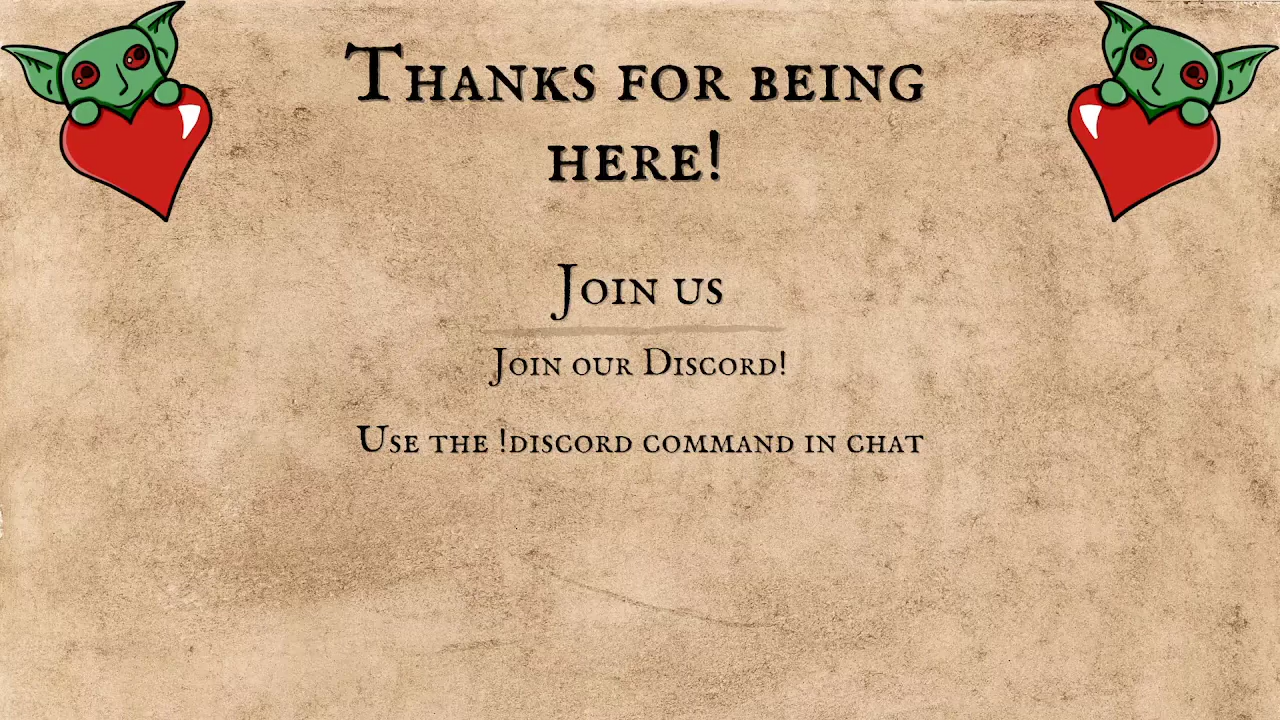 Thanks for being
here!
Join us
Join our Discord!
Use the !discord command in chat